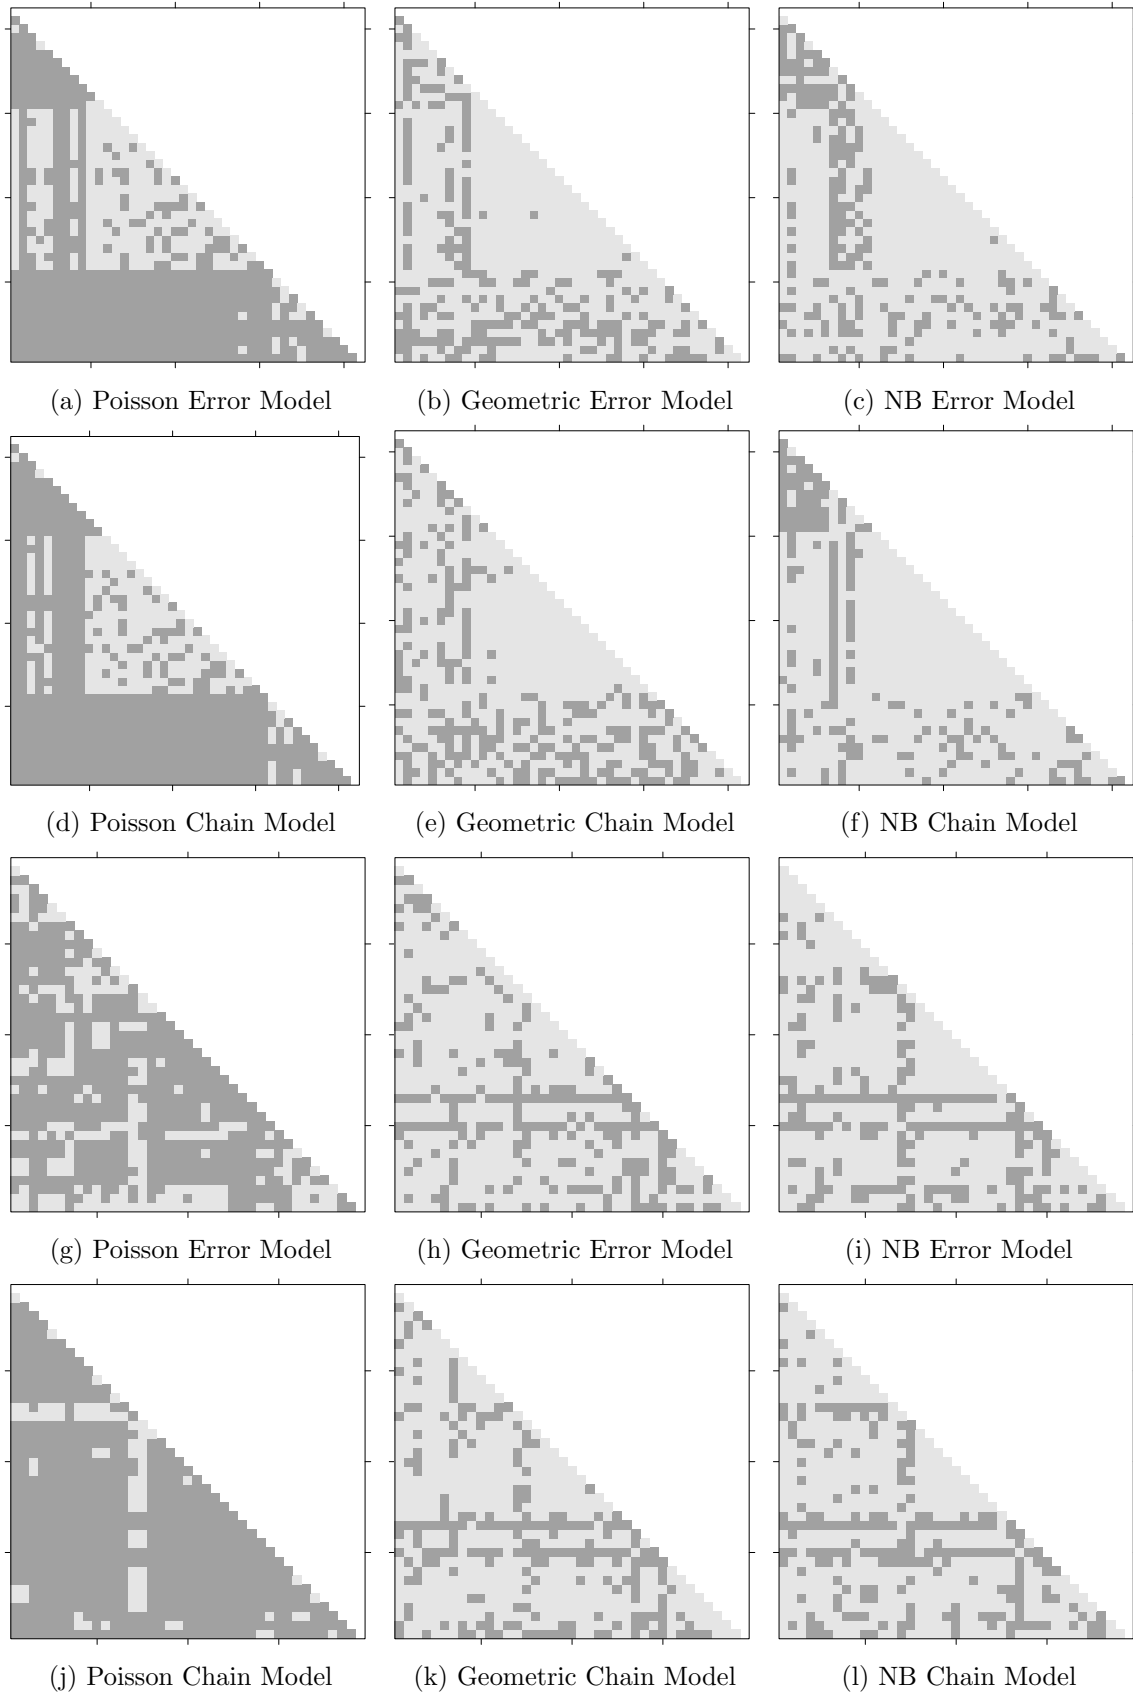 (a) Poisson Error Model
(b) Geometric Error Model
(c) NB Error Model
(d) Poisson Chain Model
(e) Geometric Chain Model
(f) NB Chain Model
(g) Poisson Error Model
(h) Geometric Error Model
(i) NB Error Model
(j) Poisson Chain Model
(k) Geometric Chain Model
(l) NB Chain Model